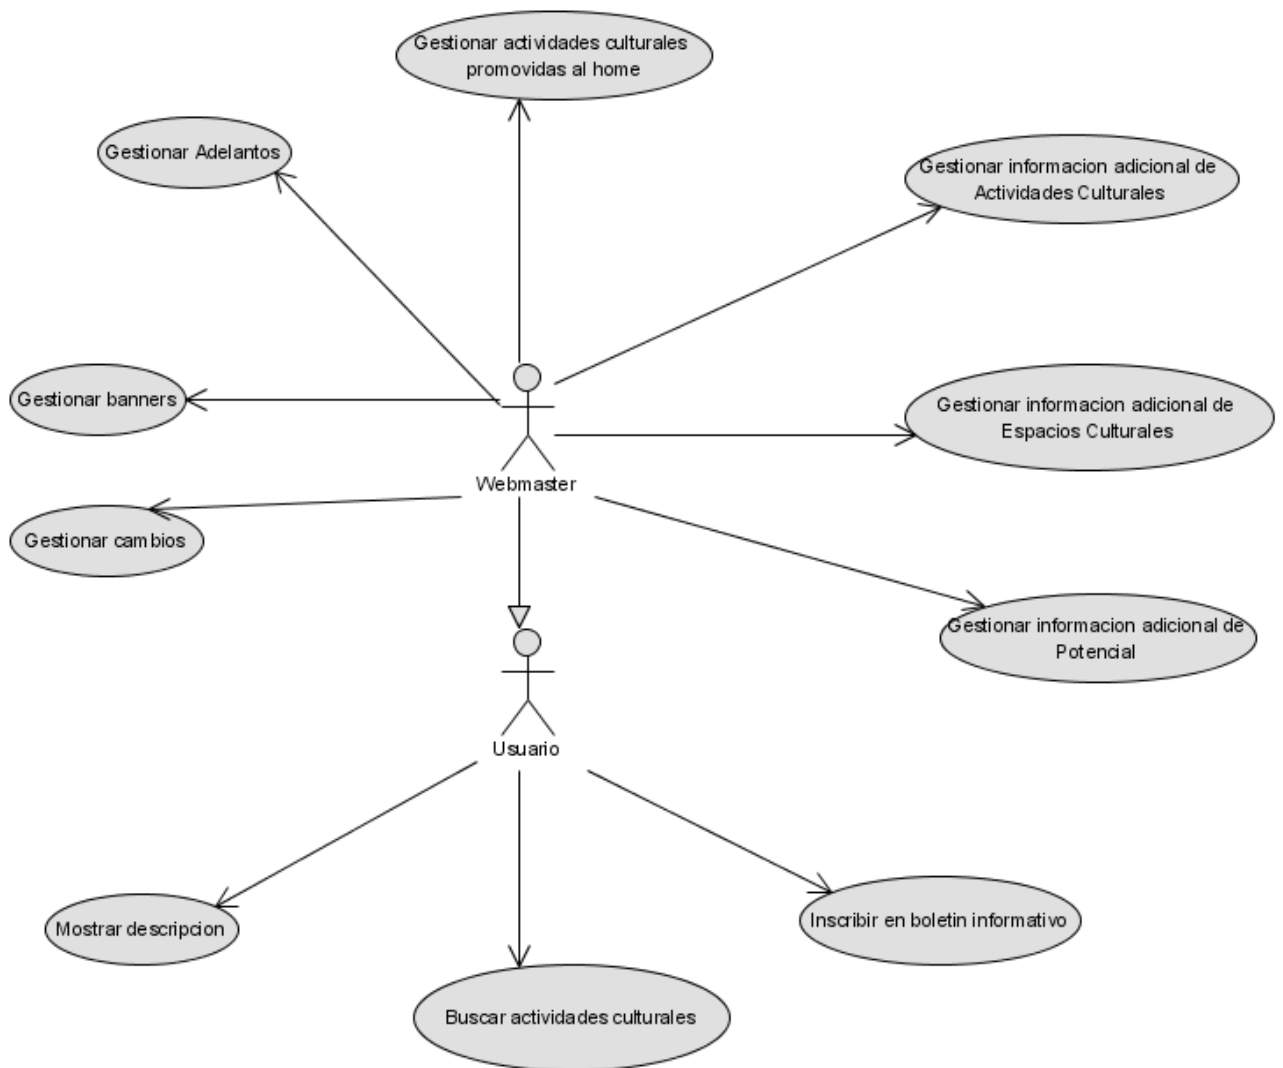 Gestionar actividades culturales
promovidas al home
Gestionar Adelantos
Gestionar informacion adicional de
Actividades Culturales
Gestionar banners
Gestionar informacion adicional de
Espacios Culturales
Webmaster
Gestionar cambios
Gestionar informacion adicional de
Potencial
Usuario
Mostrar descripcion
Inscribir en boletin informativo
Buscar actividades culturales